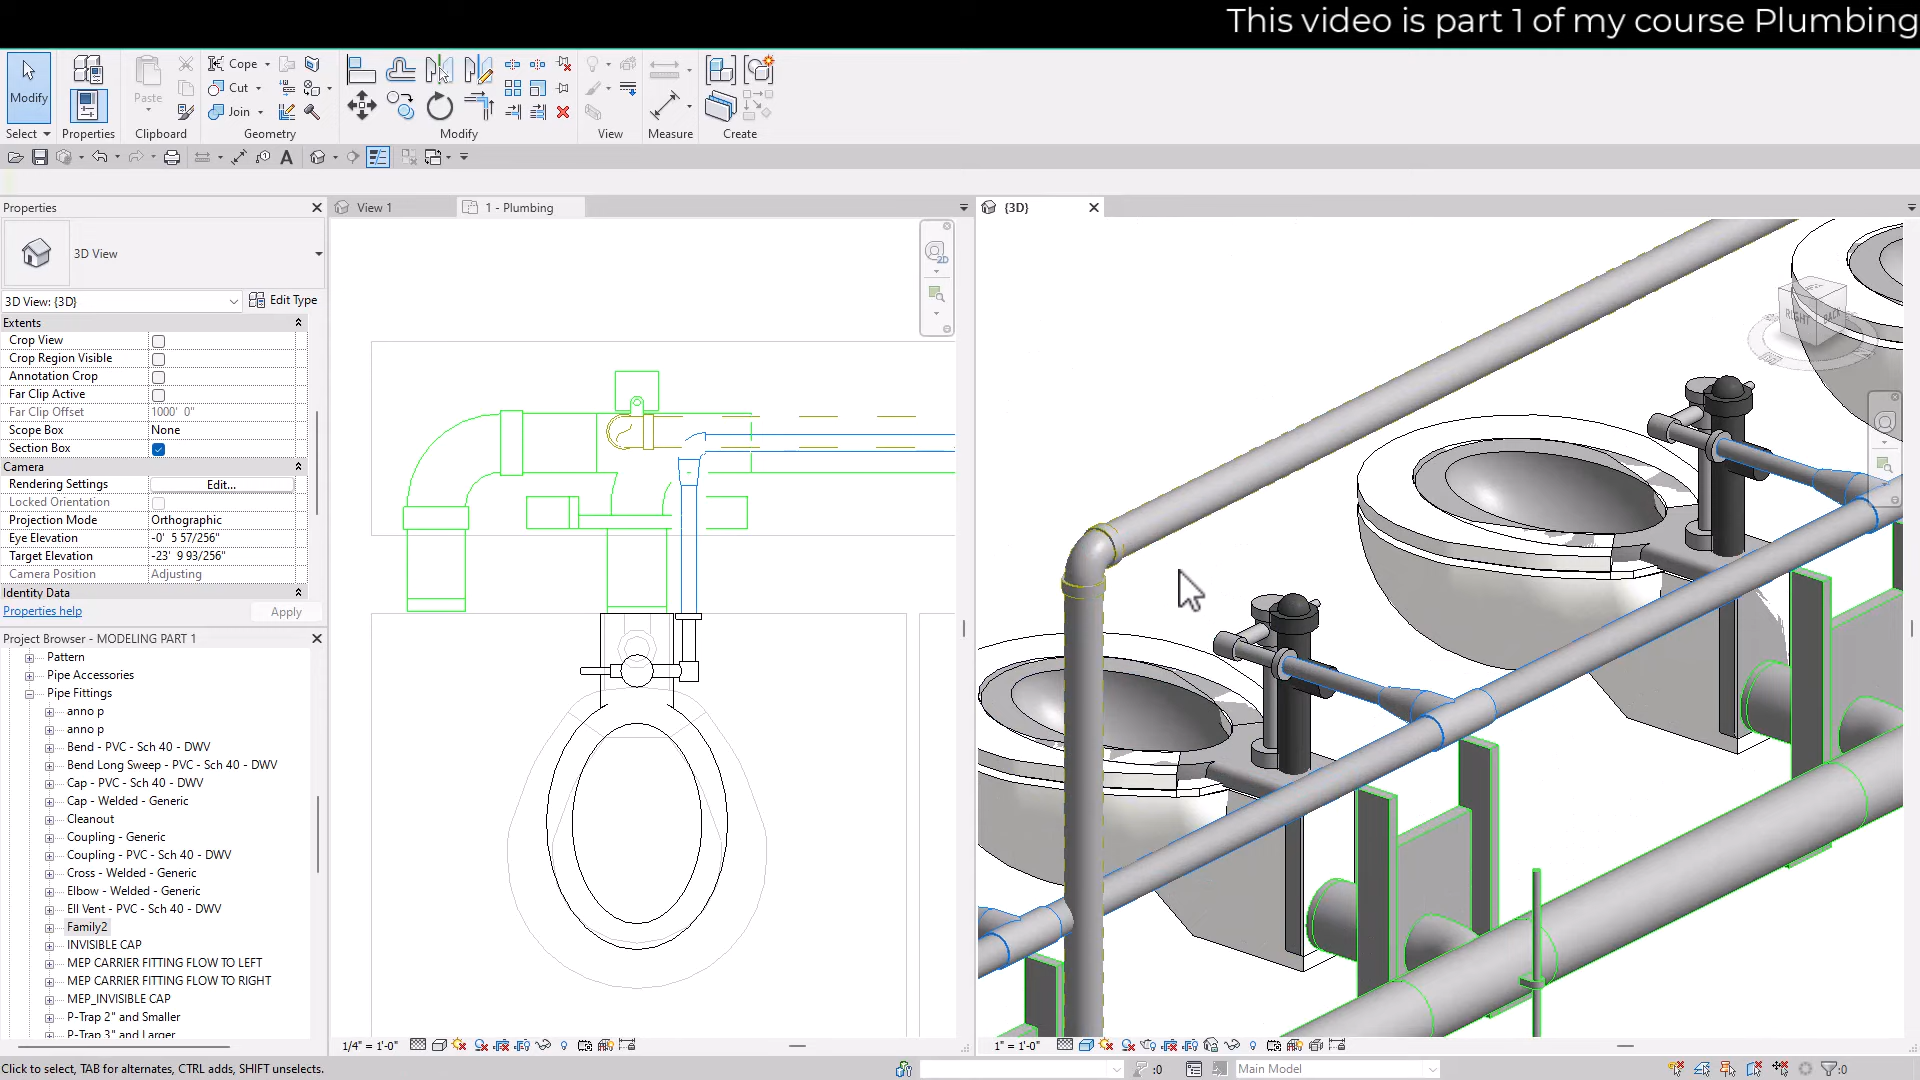 This video is part 1 of my course Plumbing
Modify
Select
Properties
Paste
Clipboard
Cope
Cut
Join
Geometry
Modify
View
Measure
Create
Properties
3D View
3D View: {3D}
Edit Type
Extents
Crop View
Crop Region Visible
Annotation Crop
Far Clip Active
Far Clip Offset 1000' 0"
Scope Box None
Section Box
Camera
Rendering Settings Edit...
Locked Orientation
Projection Mode Orthographic
Eye Elevation -0' 5 57/256"
Target Elevation -23' 9 93/256"
Camera Position Adjusting
Identity Data
Properties help Apply
Project Browser - MODELING PART 1
Pattern
Pipe Accessories
Pipe Fittings
anno p
anno p
Bend - PVC - Sch 40 - DWV
Bend Long Sweep - PVC - Sch 40 - DWV
Cap - PVC - Sch 40 - DWV
Cap - Welded - Generic
Cleanout
Coupling - Generic
Coupling - PVC - Sch 40 - DWV
Cross - Welded - Generic
Elbow - Welded - Generic
Ell Vent - PVC - Sch 40 - DWV
Family2
INVISIBLE CAP
MEP CARRIER FITTING FLOW TO LEFT
MEP CARRIER FITTING FLOW TO RIGHT
MEP_INVISIBLE CAP
P-Trap 2" and Smaller
P-Trap 3" and Larger
View 1
1 - Plumbing
2D
1/4" = 1'-0"
{3D}
RIGHT
BACK
1" = 1'-0"
Click to select, TAB for alternates, CTRL adds, SHIFT unselects.
:0
Main Model
:0